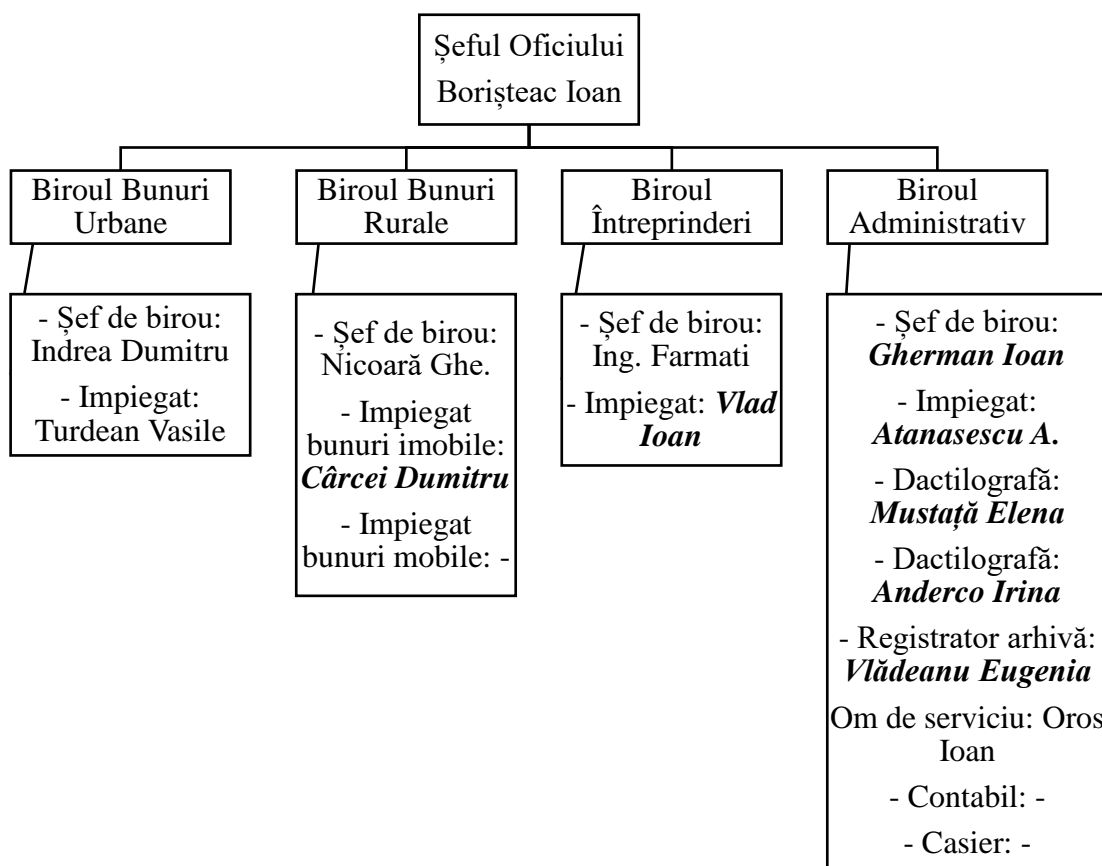 Șeful Oficiului
Borișteac Ioan
Biroul Bunuri
Urbane
Biroul Bunuri
Rurale
Biroul
Întreprinderi
Biroul
Administrativ
- Șef de birou:
Indrea Dumitru
- Impiegat:
Turdean Vasile
- Șef de birou:
Nicoară Ghe.
- Impiegat
bunuri imobile:
Cârcei Dumitru
- Impiegat
bunuri mobile: -
- Șef de birou:
Ing. Farmati
- Impiegat: Vlad
Ioan
- Șef de birou:
Gherman Ioan
- Impiegat:
Atanasescu A.
- Dactilografă:
Mustață Elena
- Dactilografă:
Anderco Irina
- Registrator arhivă:
Vlădeanu Eugenia
Om de serviciu: Oros
Ioan
- Contabil: -
- Casier: -